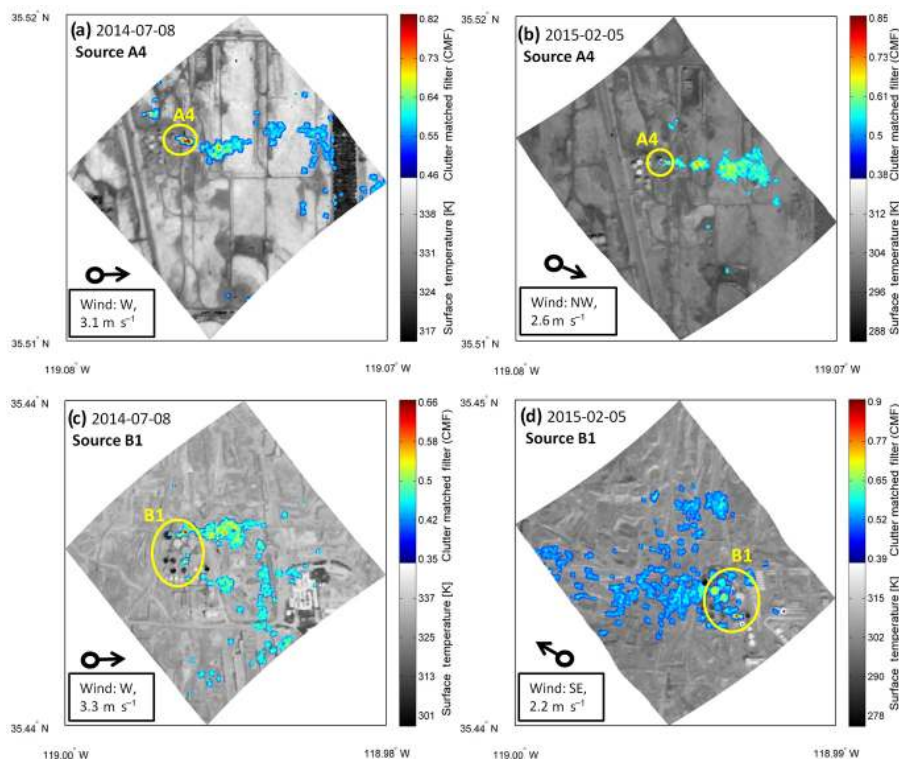 35.52° N
(a) 2014-07-08
Source A4
A4
Wind: W,
3.1 m s⁻¹
35.51° N
119.08° W
119.07° W
0.82
0.73
0.64
0.55
0.46
338
331
324
317
Clutter matched filter (CMF)
Surface temperature [K]
35.52° N
(b) 2015-02-05
Source A4
A4
Wind: NW,
2.6 m s⁻¹
35.51° N
119.08° W
119.07° W
0.85
0.73
0.61
0.50
0.38
312
304
296
288
Clutter matched filter (CMF)
Surface temperature [K]
35.44° N
(c) 2014-07-08
Source B1
B1
Wind: W,
3.3 m s⁻¹
35.44° N
119.00° W
118.98° W
0.66
0.58
0.50
0.42
0.35
337
325
313
301
Clutter matched filter (CMF)
Surface temperature [K]
35.45° N
(d) 2015-02-05
Source B1
B1
Wind: SE,
2.2 m s⁻¹
35.44° N
119.00° W
118.99° W
0.9
0.77
0.64
0.51
0.39
315
302
290
278
Clutter matched filter (CMF)
Surface temperature [K]